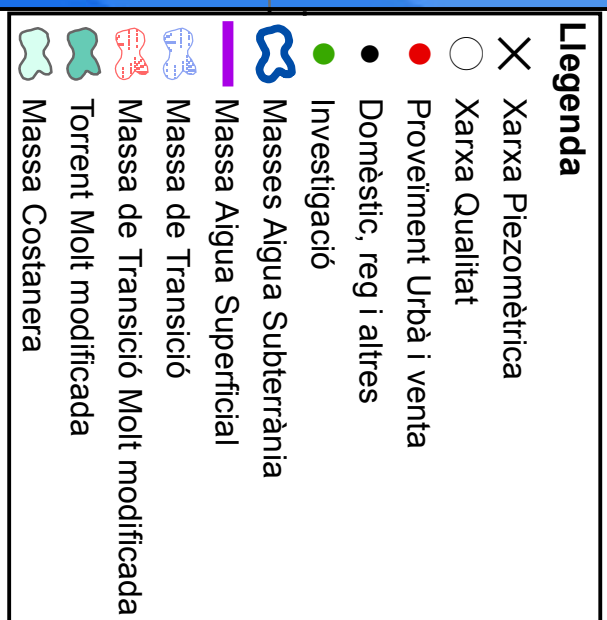 Llegenda
Xarxa Piezomètrica
Xarxa Qualitat
Proveïment Urbà i venta
Domèstic, reg i altres
Investigació
Masses Aigua Subterrània
Massa Aigua Superficial
Massa de Transició
Massa de Transició Molt modificada
Torrent Molt modificada
Massa Costanera